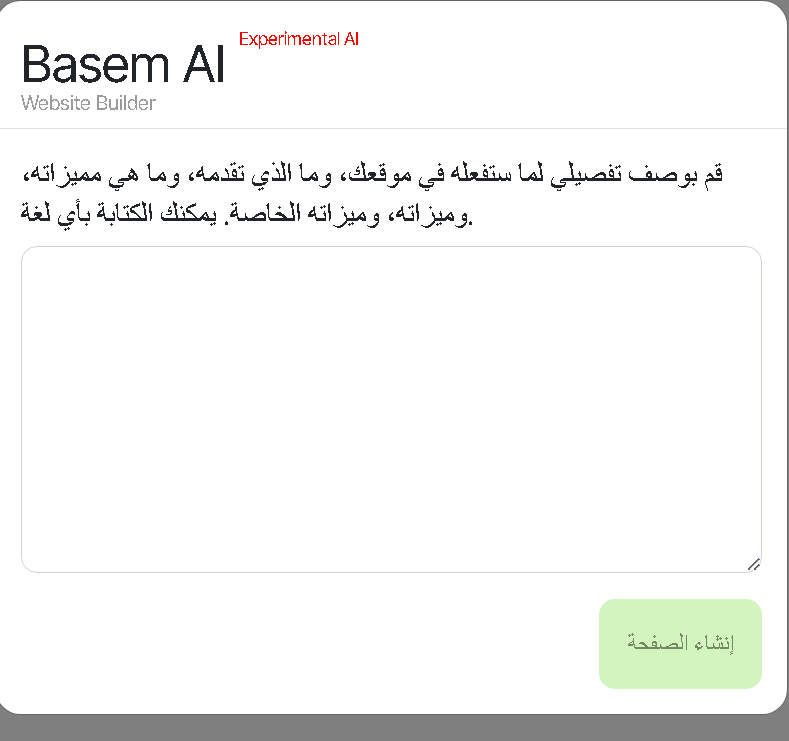 Basem AI
Experimental AI
Website Builder
قم بوصف تفصيلي لما ستفعله في موقعك، وما الذي تقدمه، وما هي مميزاته،
وميزاته، وميزاته الخاصة. يمكنك الكتابة بأي لغة.
إنشاء الصفحة